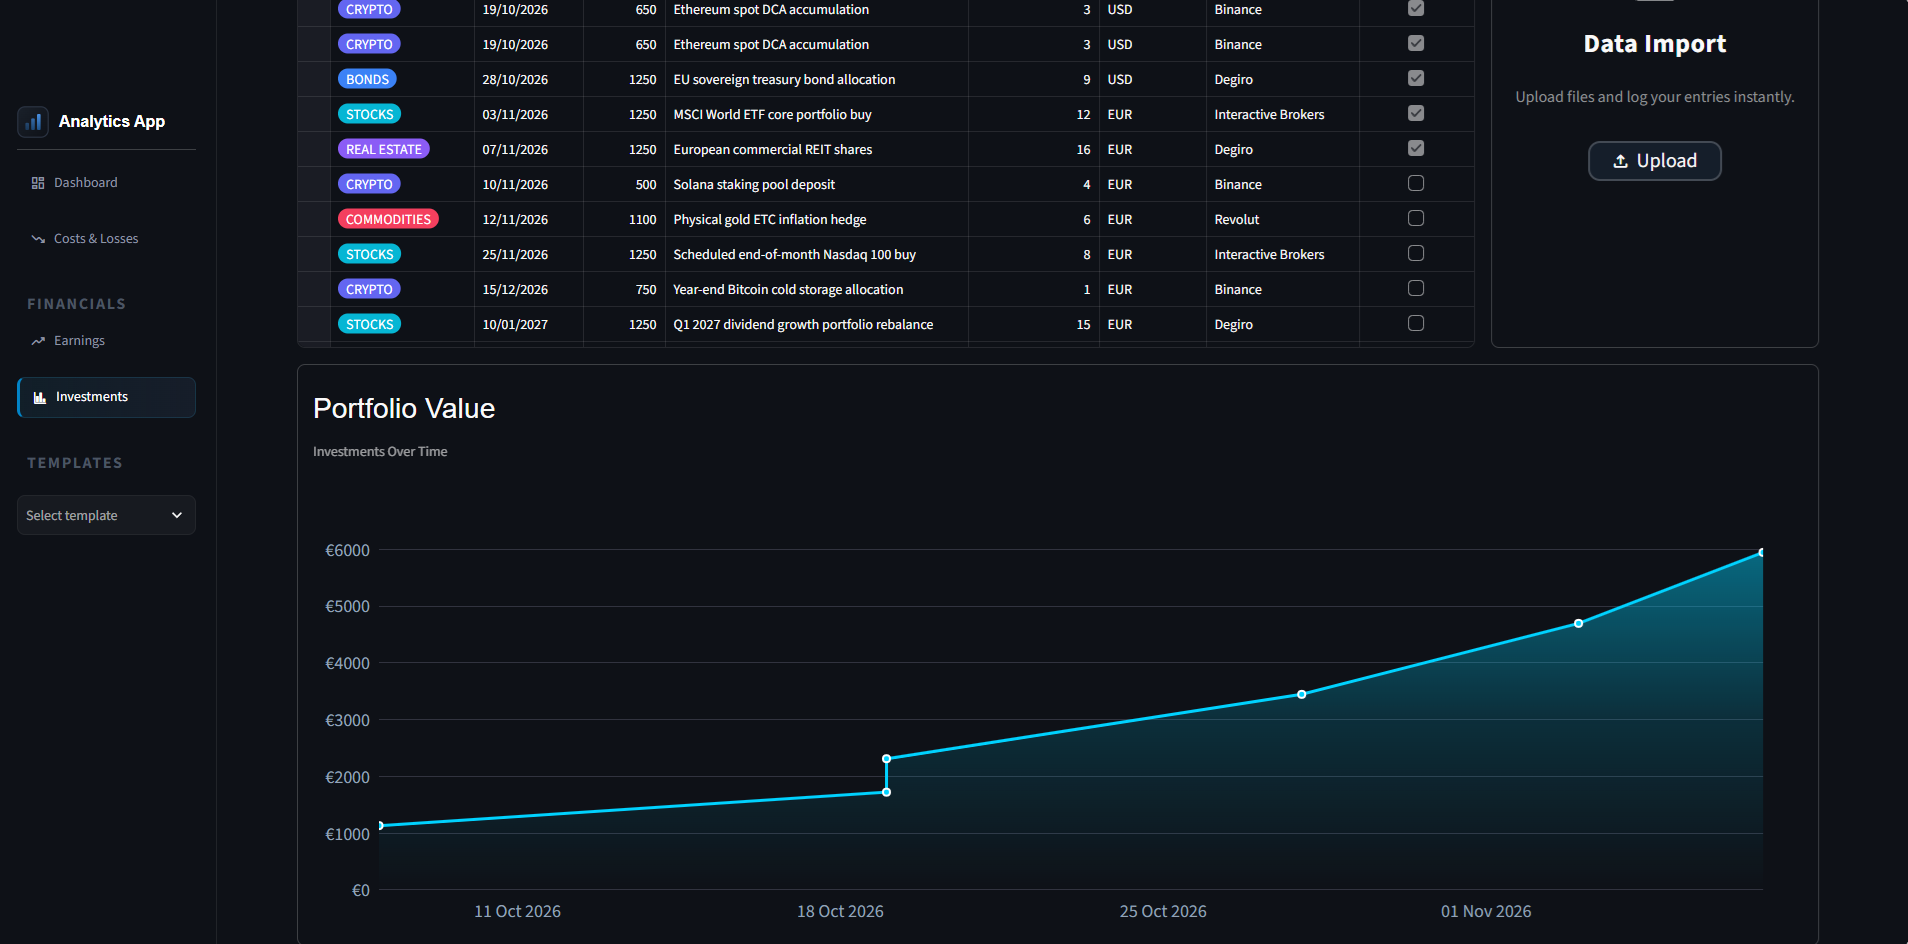 CRYPTO 19/10/2026 650 Ethereum spot DCA accumulation 3 USD Binance
CRYPTO 19/10/2026 650 Ethereum spot DCA accumulation 3 USD Binance
BONDS 28/10/2026 1250 EU sovereign treasury bond allocation 9 USD Degiro
STOCKS 03/11/2026 1250 MSCI World ETF core portfolio buy 12 EUR Interactive Brokers
REAL ESTATE 07/11/2026 1250 European commercial REIT shares 16 EUR Degiro
CRYPTO 10/11/2026 500 Solana staking pool deposit 4 EUR Binance
COMMODITIES 12/11/2026 1100 Physical gold ETC inflation hedge 6 EUR Revolut
STOCKS 25/11/2026 1250 Scheduled end-of-month Nasdaq 100 buy 8 EUR Interactive Brokers
CRYPTO 15/12/2026 750 Year-end Bitcoin cold storage allocation 1 EUR Binance
STOCKS 10/01/2027 1250 Q1 2027 dividend growth portfolio rebalance 15 EUR Degiro
Data Import
Upload files and log your entries instantly.
Upload
Analytics App
Dashboard
Costs & Losses
FINANCIALS
Earnings
Investments
TEMPLATES
Select template
Portfolio Value
Investments Over Time
€6000
€5000
€4000
€3000
€2000
€1000
€0
11 Oct 2026 18 Oct 2026 25 Oct 2026 01 Nov 2026